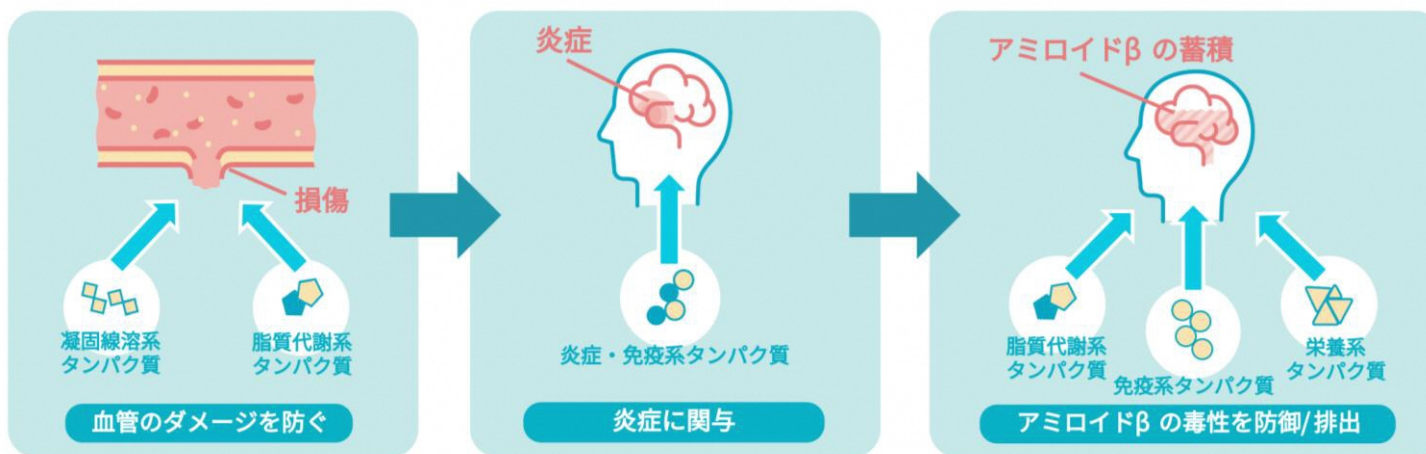 損傷
凝固線溶系
タンパク質
脂質代謝系
タンパク質
血管のダメージを防ぐ
炎症
炎症・免疫系タンパク質
炎症に関与
アミロイドβ の蓄積
脂質代謝系
タンパク質
免疫系タンパク質
栄養系
タンパク質
アミロイドβ の毒性を防御/排出